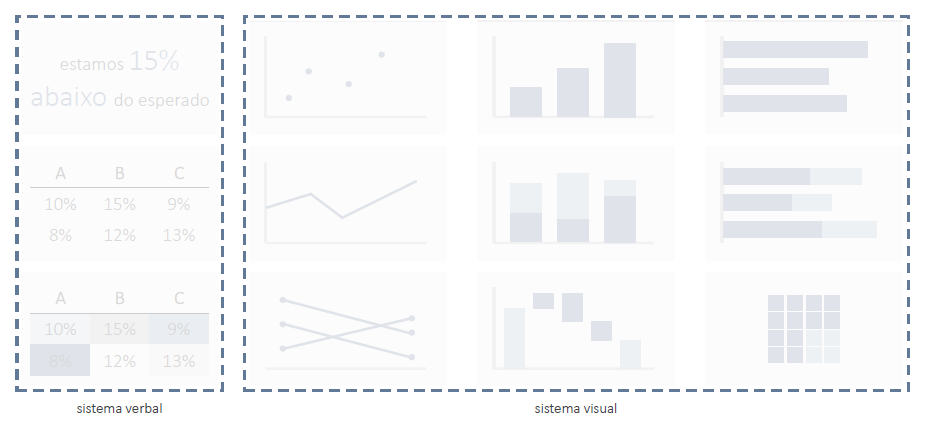 estamos 15%
abaixo do esperado
A B C
10% 15% 9%
8% 12% 13%
A B C
10% 15% 9%
8% 12% 13%
sistema verbal
sistema visual